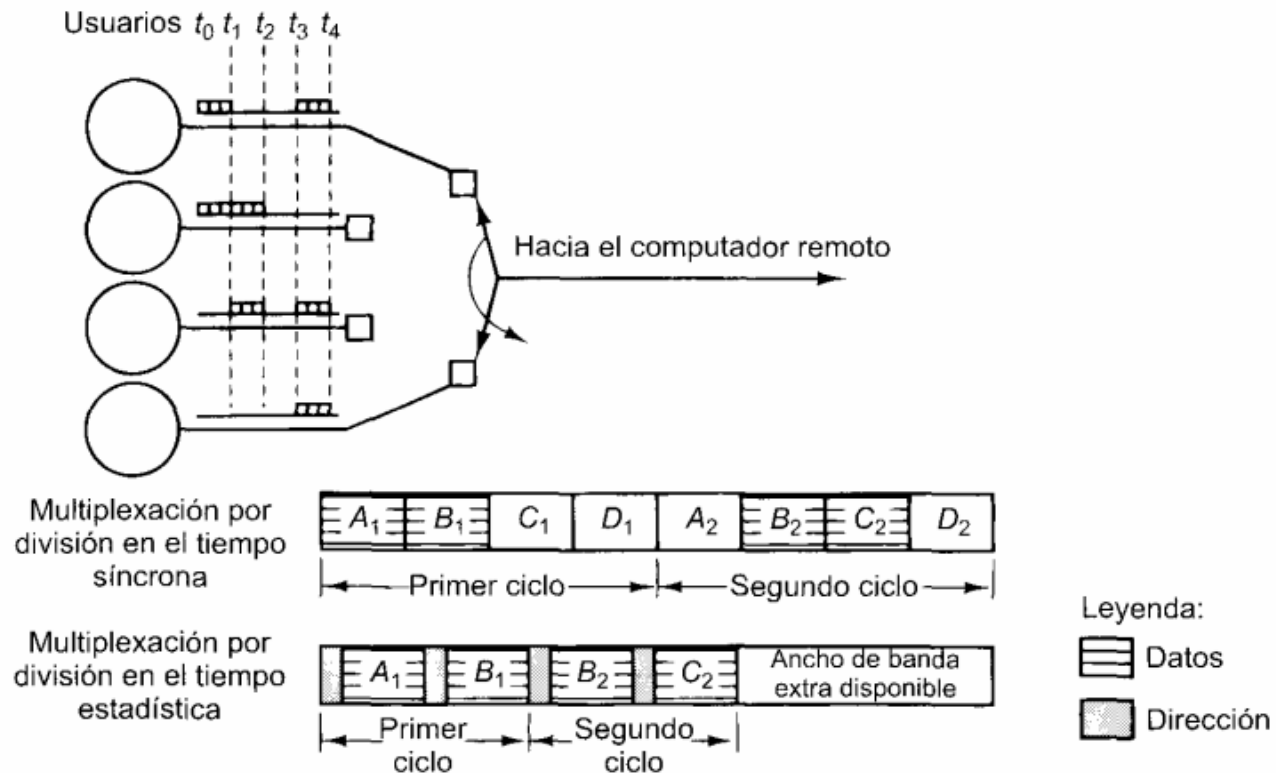 Usuarios t₀ t₁ t₂ t₃ t₄
Hacia el computador remoto
Multiplexación por
división en el tiempo
síncrona
A₁ B₁ C₁ D₁ A₂ B₂ C₂ D₂
Primer ciclo Segundo ciclo
Multiplexación por
división en el tiempo
estadística
A₁ B₁ B₂ C₂ Ancho de banda
extra disponible
Primer
ciclo
Segundo
ciclo
Leyenda:
Datos
Dirección